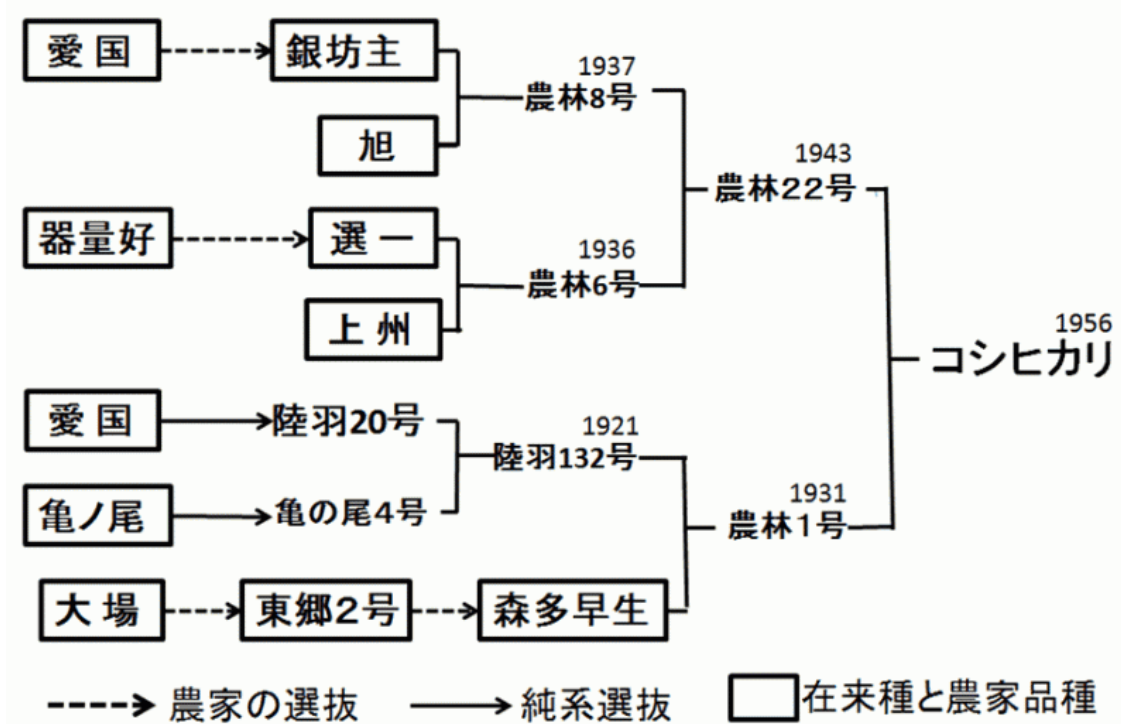 愛国
銀坊主
旭
1937
農林8号
器量好
選一
上州
1936
農林6号
1943
農林22号
愛国
陸羽20号
亀ノ尾
亀の尾4号
1921
陸羽132号
大場
東郷2号
森多早生
1931
農林1号
1956
コシヒカリ
農家の選抜
純系選抜
在来種と農家品種